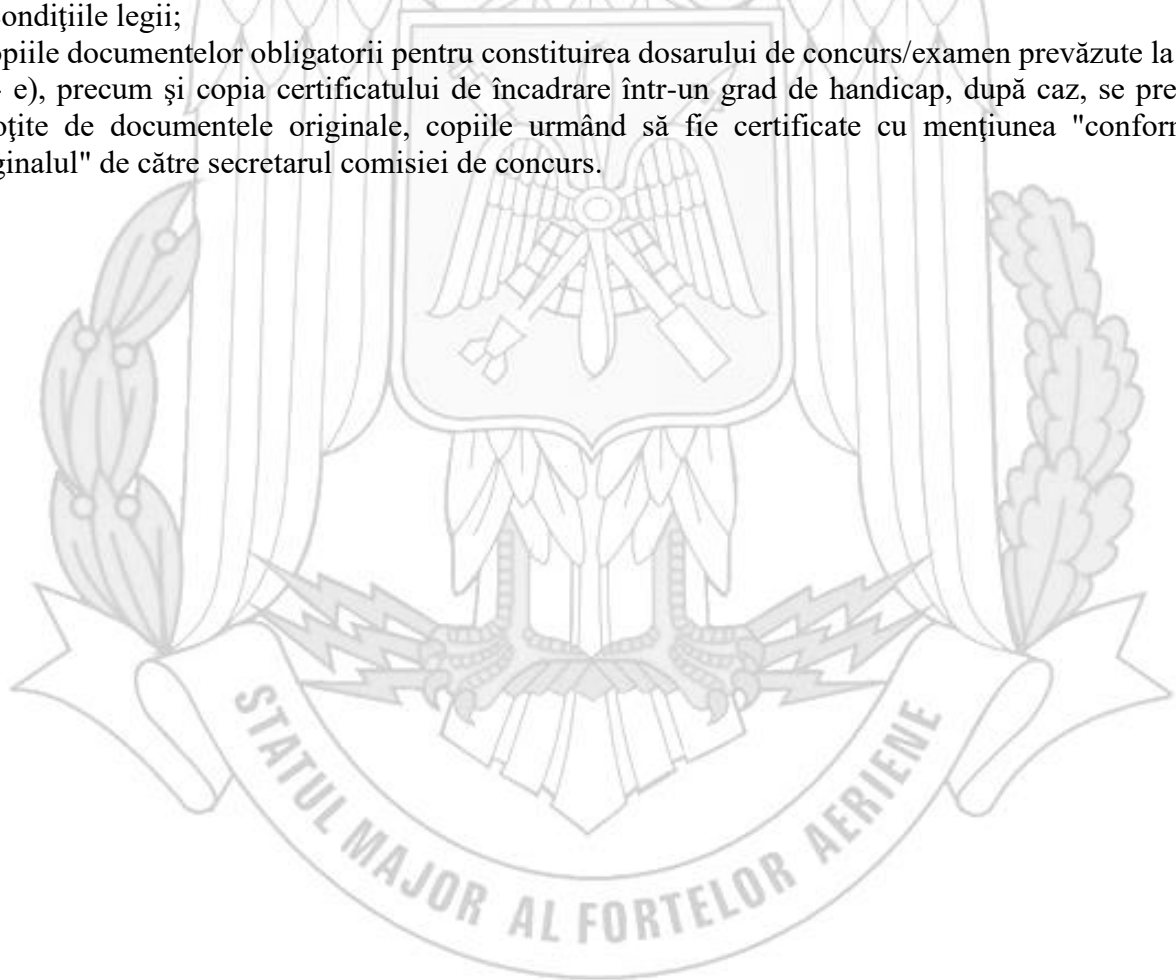 condiţiile legii;
opiile documentelor obligatorii pentru constituirea dosarului de concurs/examen prevăzute la
e), precum şi copia certificatului de încadrare într-un grad de handicap, după caz, se pre
oţite de documentele originale, copiile urmând să fie certificate cu menţiunea "conform
ginalul" de către secretarul comisiei de concurs.
STATUL MAJOR AL FORTELOR AERIENE